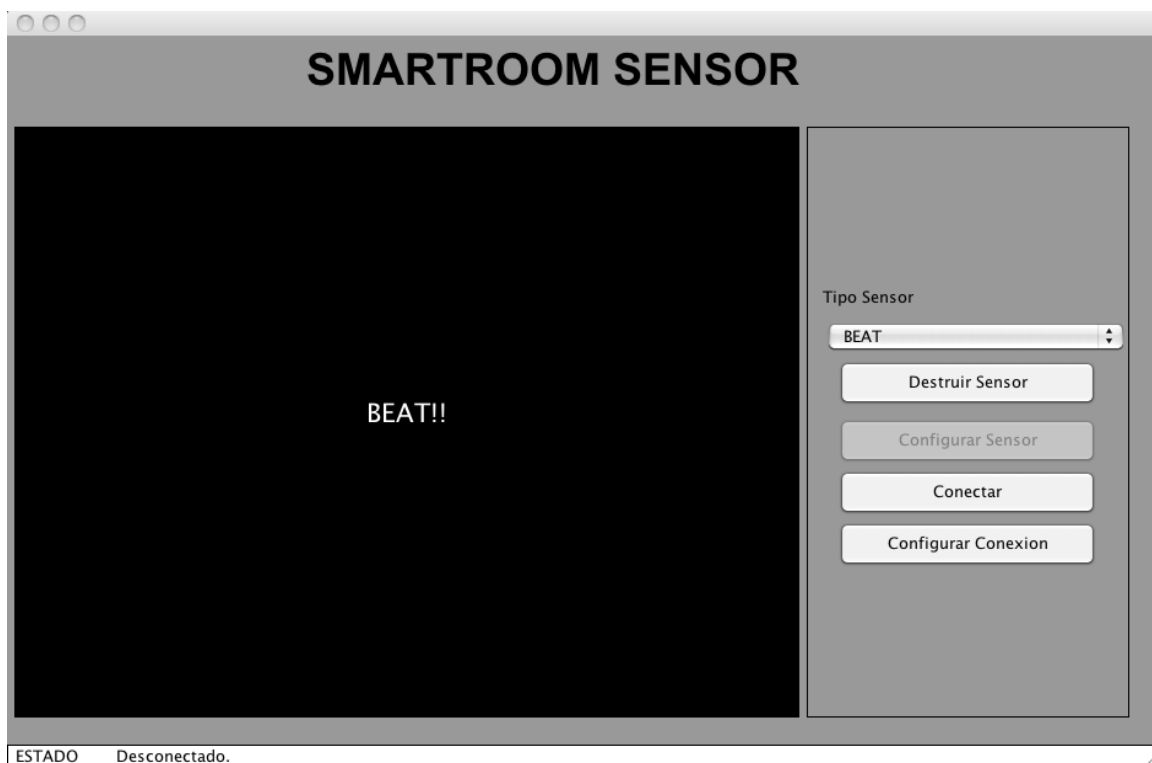 SMARTROOM SENSOR
BEAT!!
Tipo Sensor
BEAT
Destruir Sensor
Configurar Sensor
Conectar
Configurar Conexion
ESTADO Desconectado.